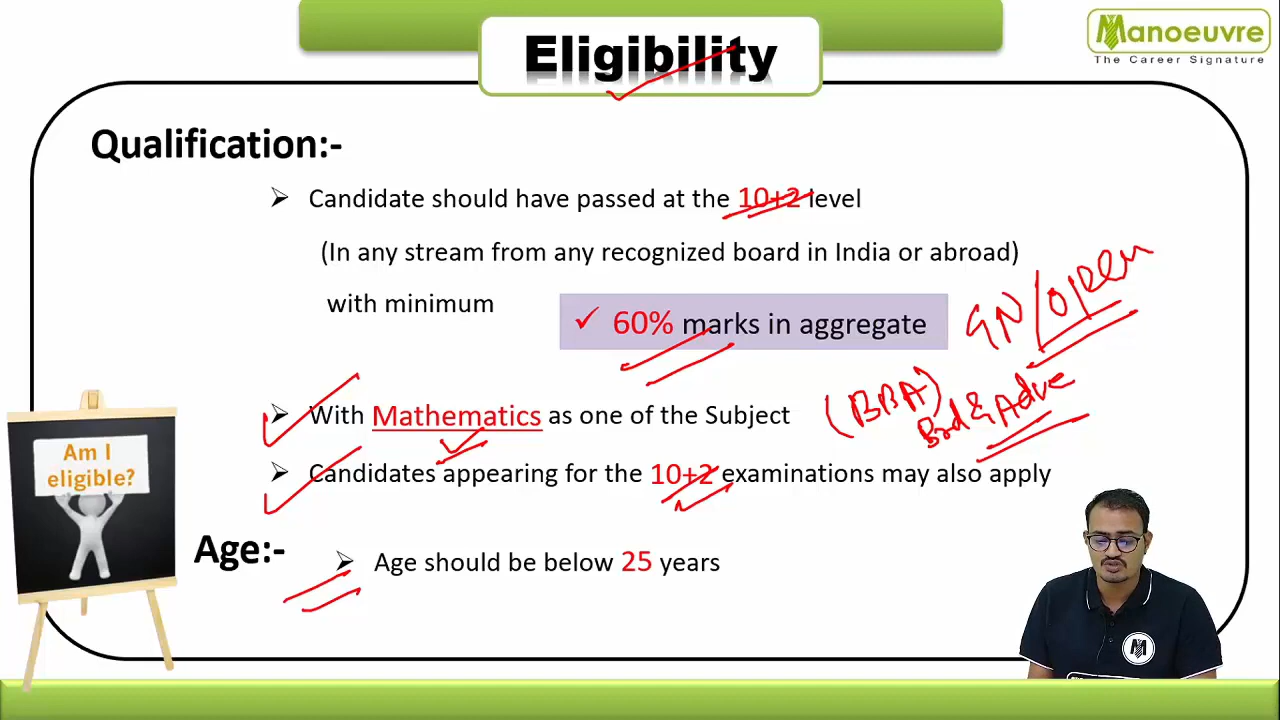 Eligibility
Manoeuvre
The Career Signature
Qualification:-
Candidate should have passed at the 10+2 level
(In any stream from any recognized board in India or abroad)
with minimum
✓ 60% marks in aggregate
GN/open
With Mathematics as one of the Subject
(BBA)
& Adve
Candidates appearing for the 10+2 examinations may also apply
Am I
eligible?
Age:-
Age should be below 25 years